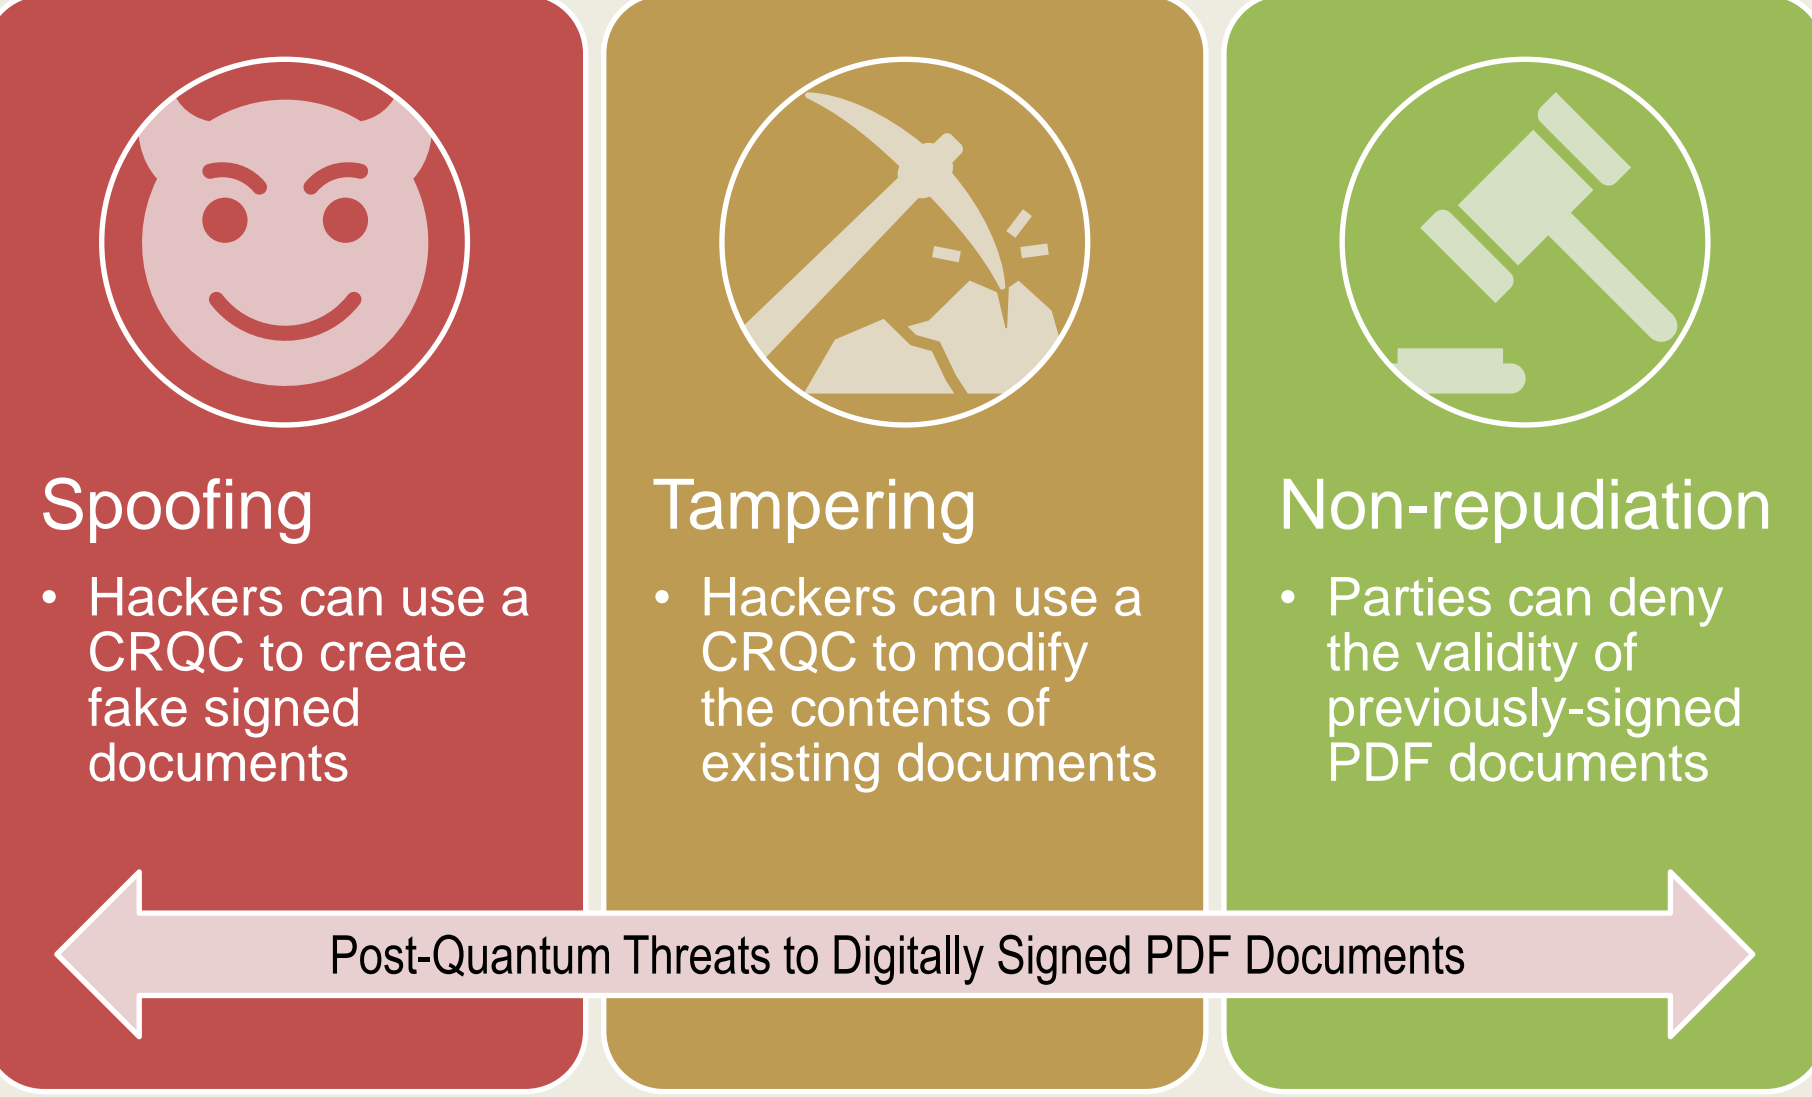 Spoofing
• Hackers can use a
CRQC to create
fake signed
documents
Tampering
• Hackers can use a
CRQC to modify
the contents of
existing documents
Non-repudiation
• Parties can deny
the validity of
previously-signed
PDF documents
Post-Quantum Threats to Digitally Signed PDF Documents